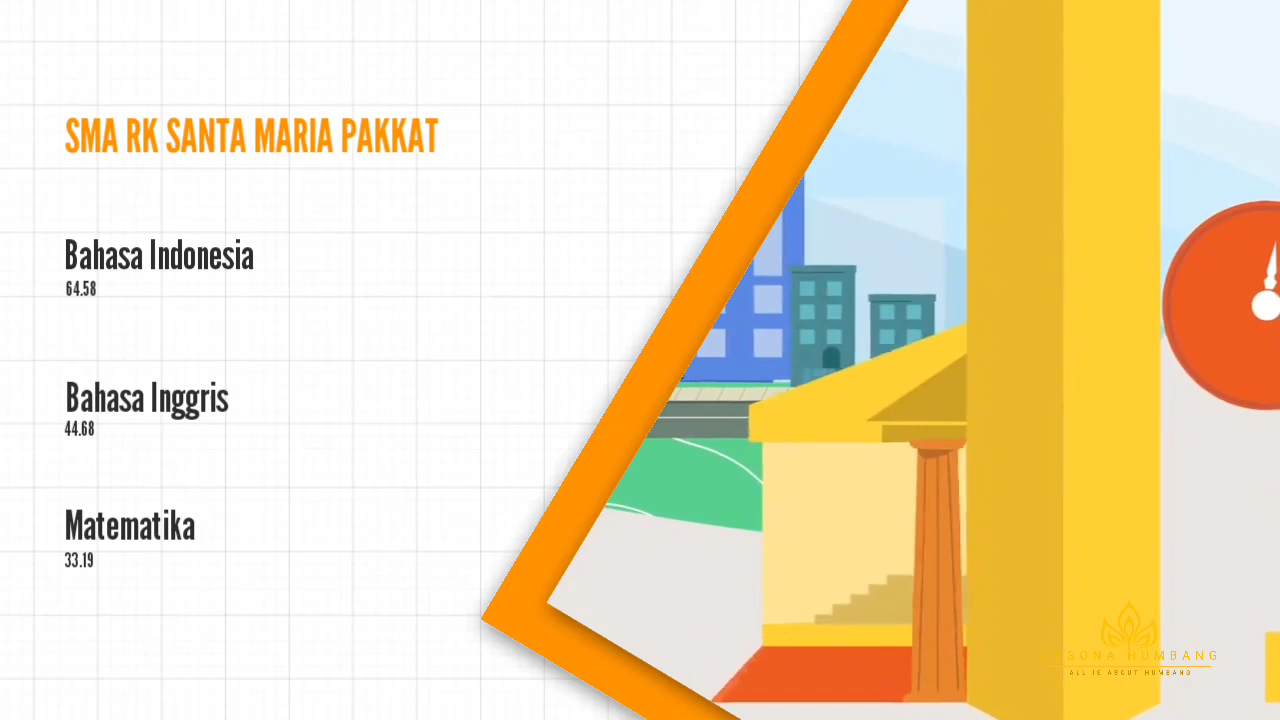 SMA RK SANTA MARIA PAKKAT
Bahasa Indonesia
64.58
Bahasa Inggris
44.68
Matematika
33.19
HUMBANG
ALL IS ABOUT HUMBANG